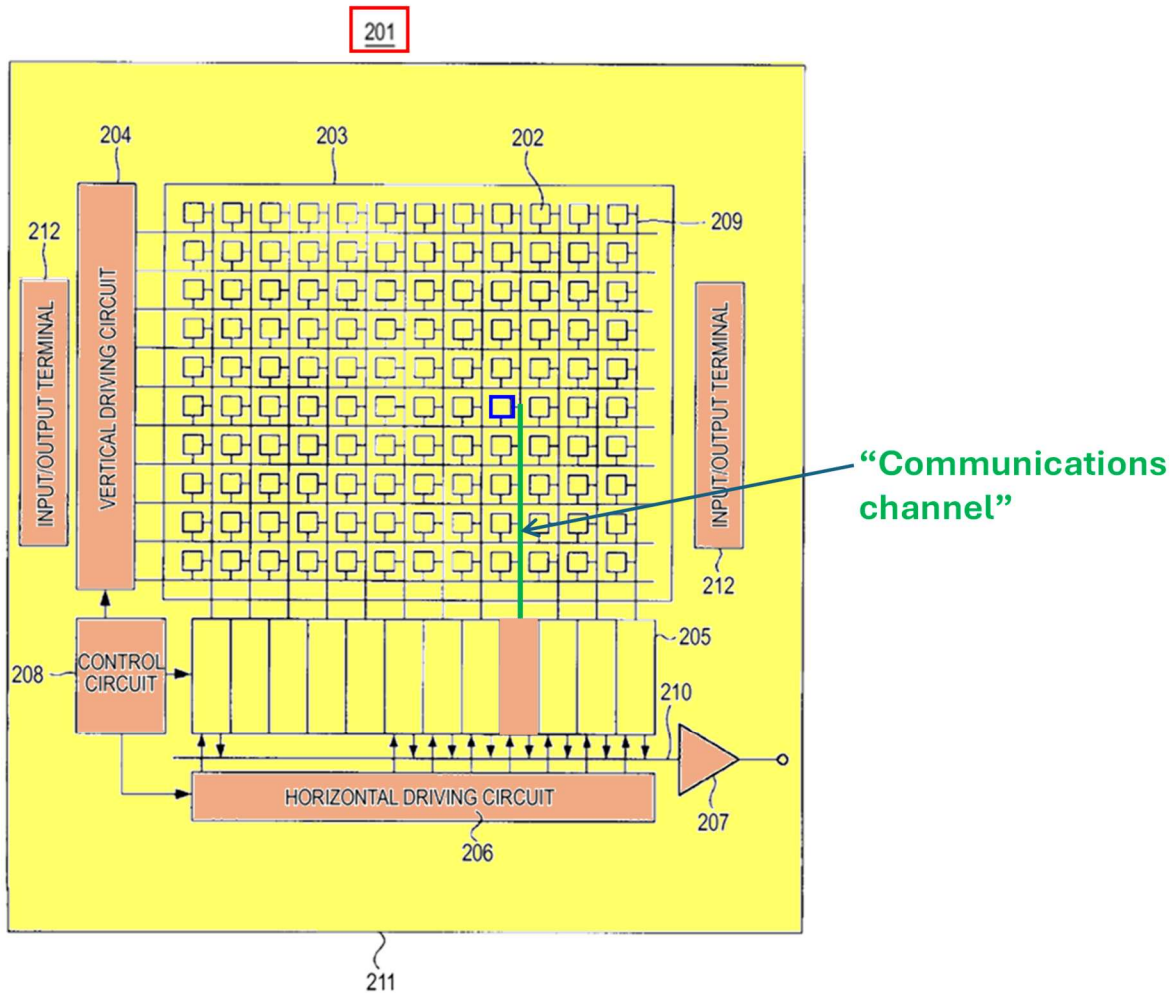 201
204
203
202
209
212
INPUT/OUTPUT TERMINAL
VERTICAL DRIVING CIRCUIT
INPUT/OUTPUT TERMINAL
“Communications
channel”
212
205
208
CONTROL
CIRCUIT
210
HORIZONTAL DRIVING CIRCUIT
207
206
211